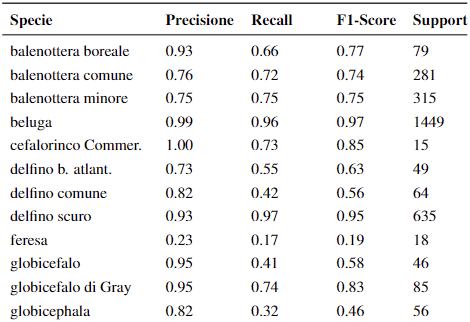 Specie Precisione Recall F1-Score Support
balenottera boreale 0.93 0.66 0.77 79
balenottera comune 0.76 0.72 0.74 281
balenottera minore 0.75 0.75 0.75 315
beluga 0.99 0.96 0.97 1449
cefalorinco Commer. 1.00 0.73 0.85 15
delfino b. atlant. 0.73 0.55 0.63 49
delfino comune 0.82 0.42 0.56 64
delfino scuro 0.93 0.97 0.95 635
feresa 0.23 0.17 0.19 18
globicefalo 0.95 0.41 0.58 46
globicefalo di Gray 0.95 0.74 0.83 85
globicephala 0.82 0.32 0.46 56